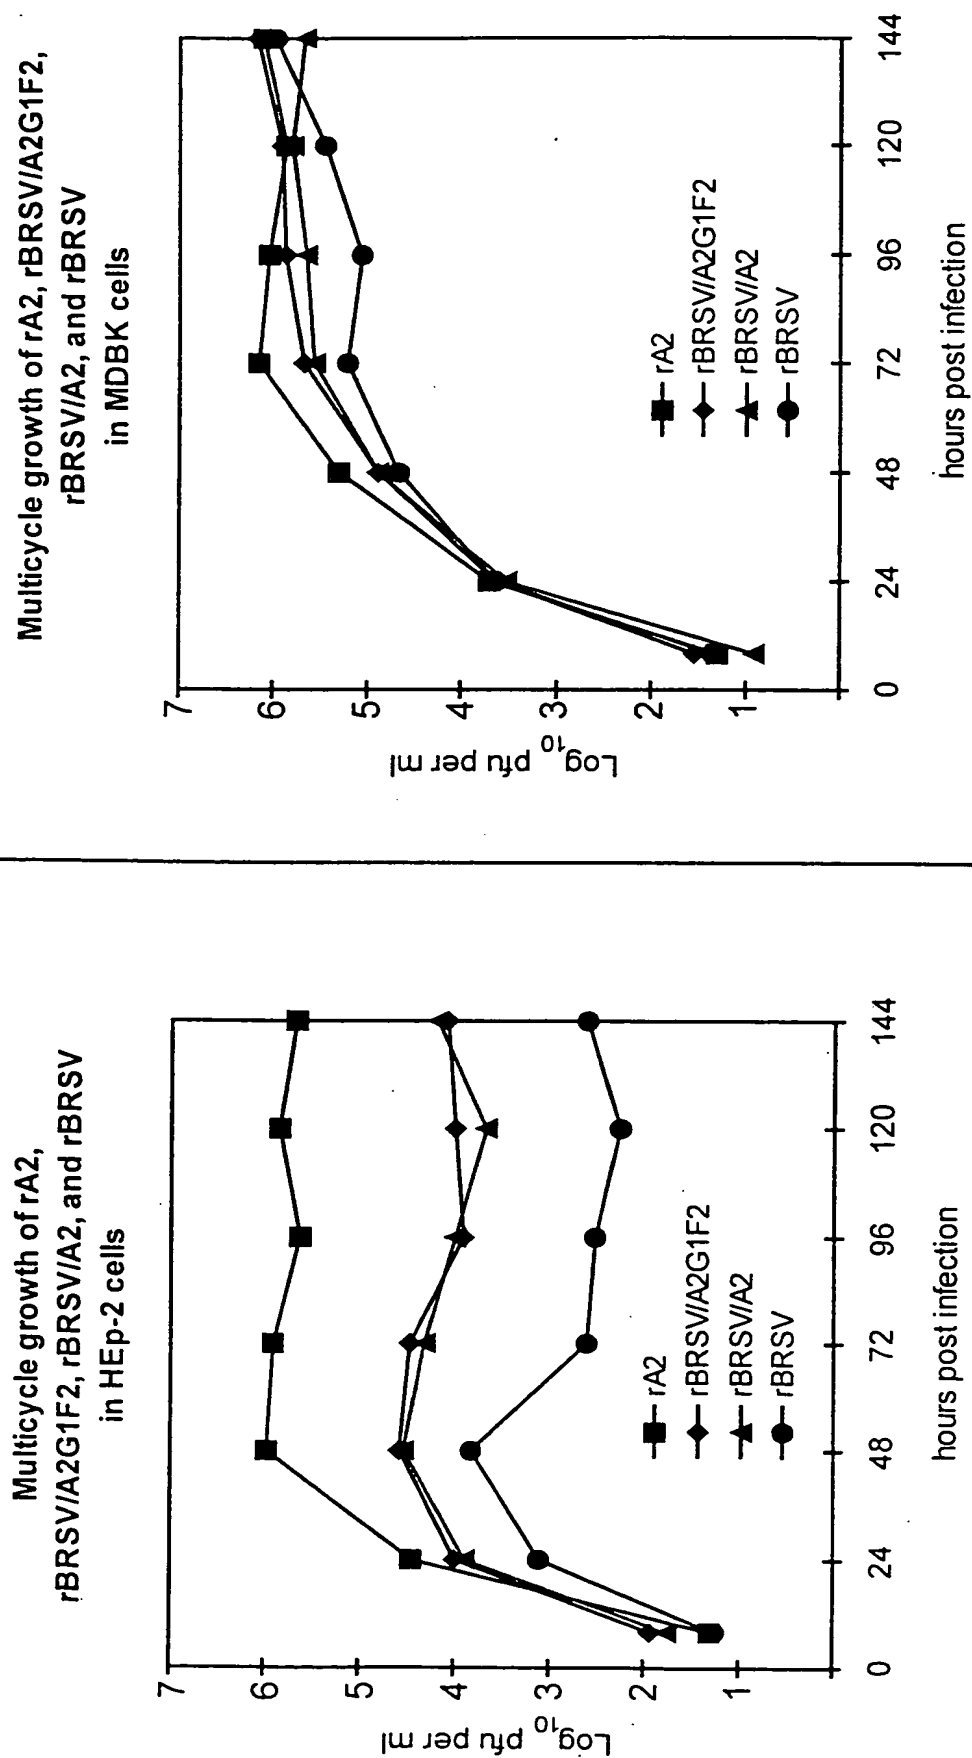 Multicycle growth of rA2,
rBRSV/A2G1F2, rBRSV/A2, and rBRSV
in HEp-2 cells
Log10 pfu per ml
7
6
5
4
3
2
1
0
24
48
72
96
120
144
hours post infection
rA2
rBRSV/A2G1F2
rBRSV/A2
rBRSV
Multicycle growth of rA2, rBRSV/A2G1F2,
rBRSV/A2, and rBRSV
in MDBK cells
Log10 pfu per ml
7
6
5
4
3
2
1
0
24
48
72
96
120
144
hours post infection
rA2
rBRSV/A2G1F2
rBRSV/A2
rBRSV